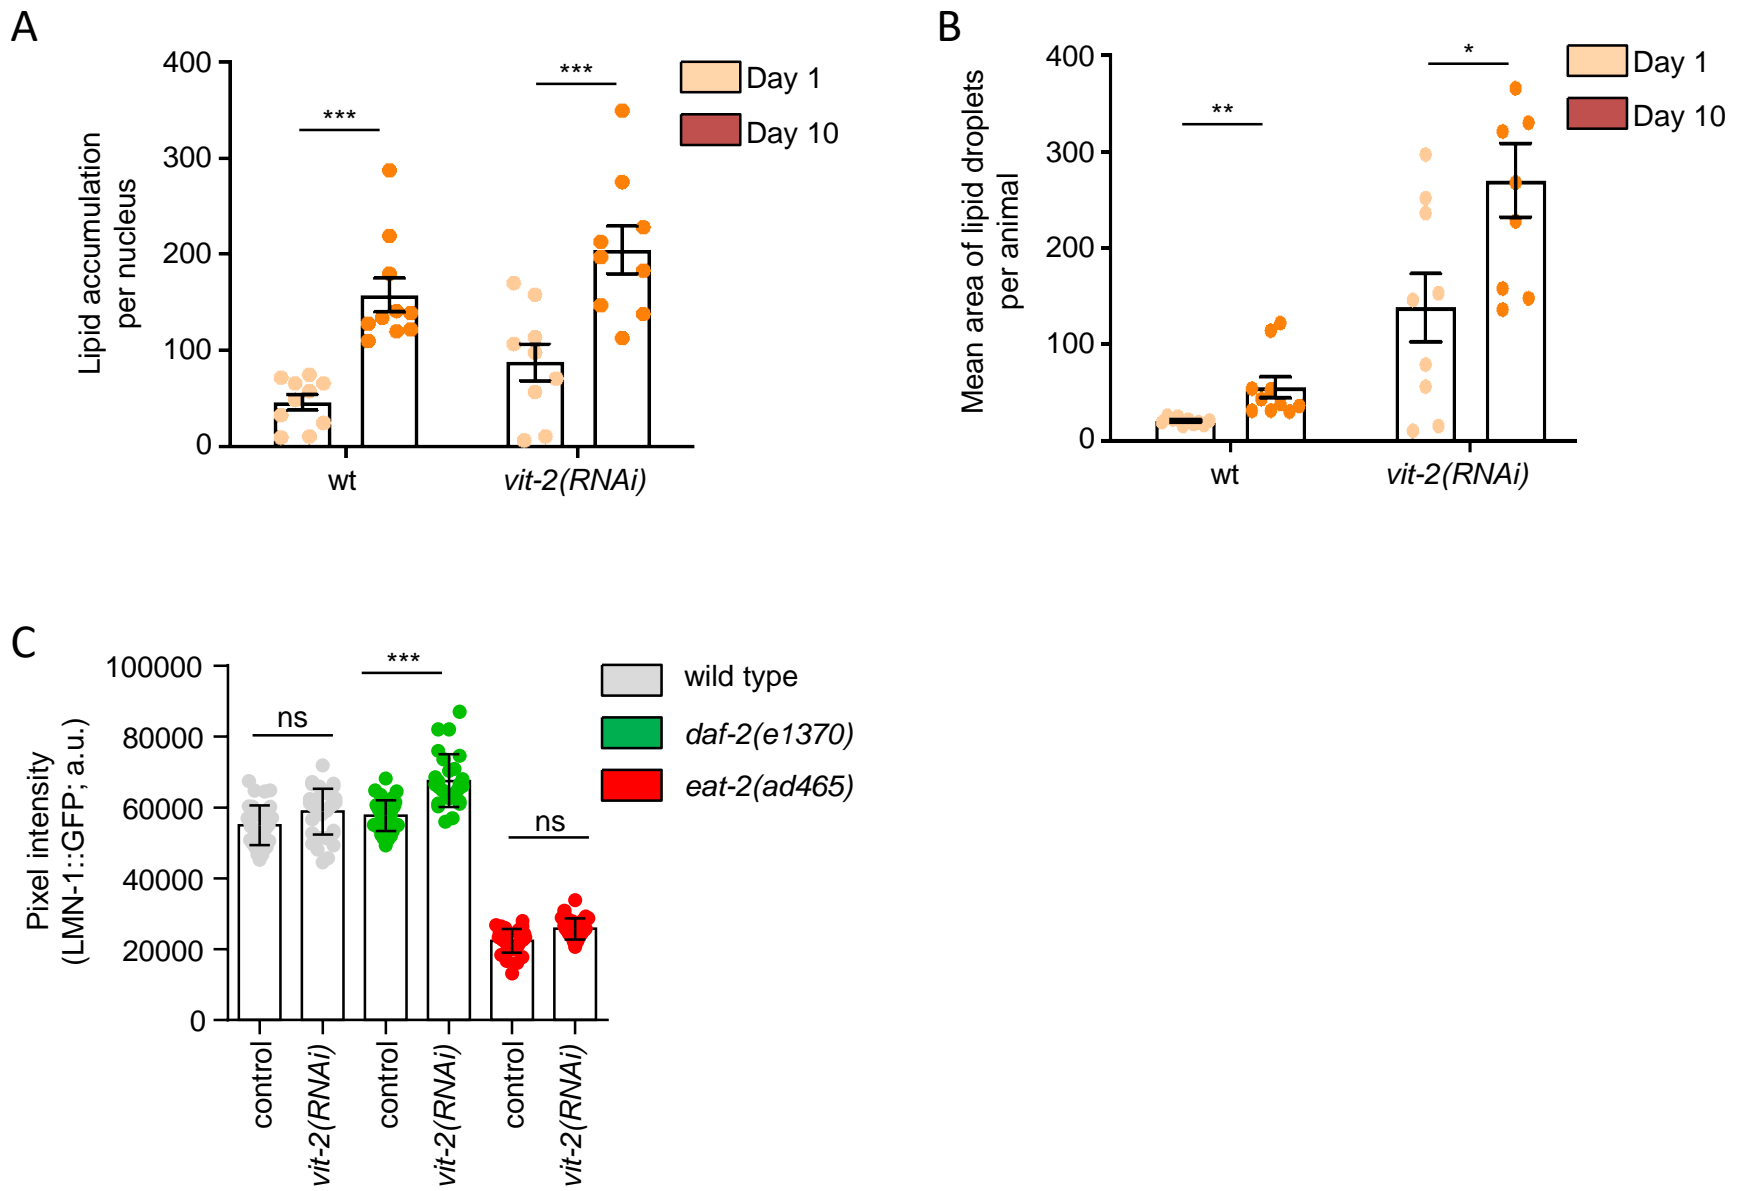 A
Lipid accumulation
per nucleus
400
300
200
100
0
***
***
Day 1
Day 10
wt
vit-2(RNAi)
B
Mean area of lipid droplets
per animal
400
300
200
100
0
**
*
Day 1
Day 10
wt
vit-2(RNAi)
C
Pixel intensity
(LMN-1::GFP; a.u.)
100000
80000
60000
40000
20000
0
ns
***
ns
wild type
daf-2(e1370)
eat-2(ad465)
control
vit-2(RNAi)
control
vit-2(RNAi)
control
vit-2(RNAi)